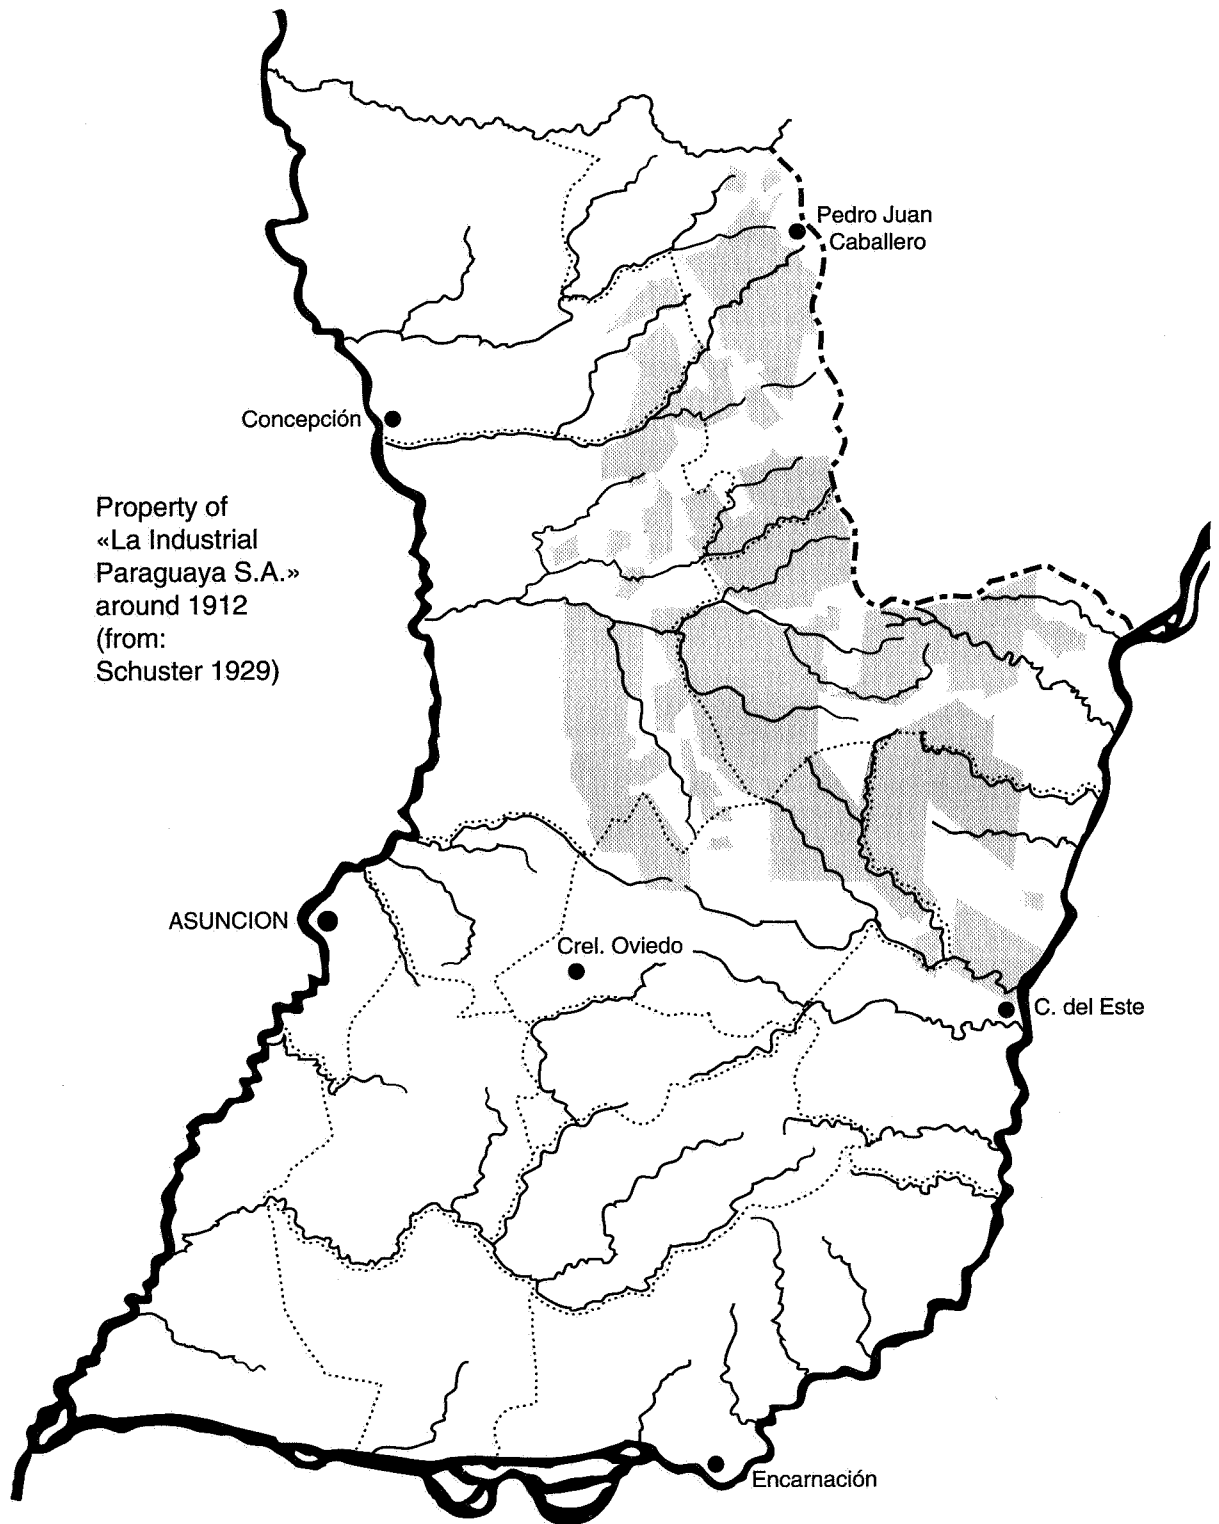 Pedro Juan
Caballero
Concepción
Property of
«La Industrial
Paraguaya S.A.»
around 1912
(from:
Schuster 1929)
ASUNCION
Crel. Oviedo
C. del Este
Encarnación